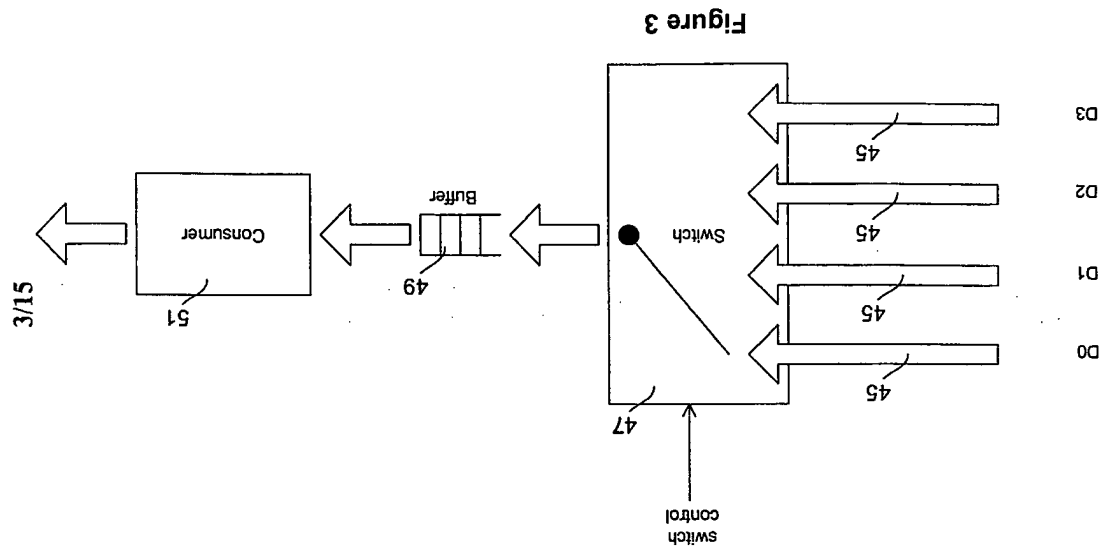 3/15
switch
control
D0
45
47
D1
45
Switch
49
51
Buffer
Consumer
D2
45
D3
45
Figure 3